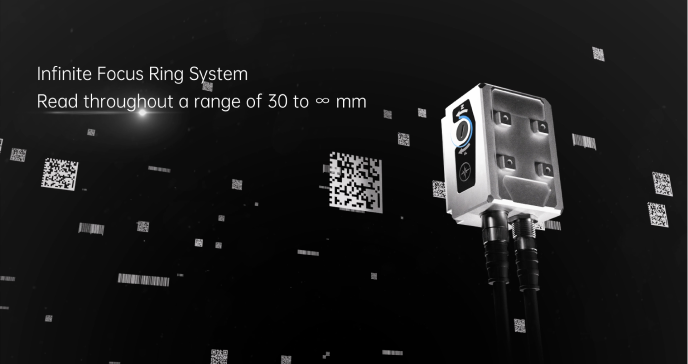 Infinite Focus Ring System
Read throughout a range of 30 to ∞ mm